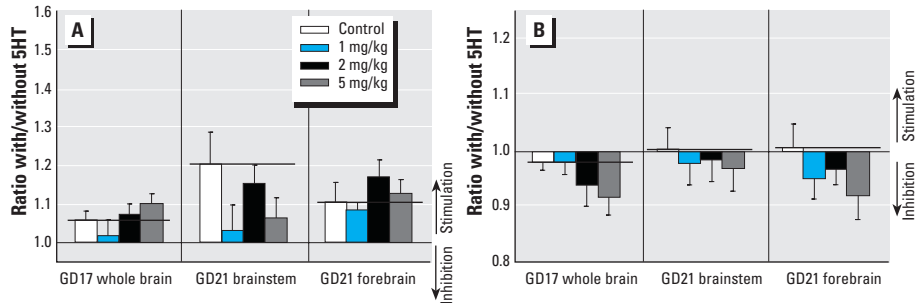 A
Ratio with/without 5HT
1.6
1.5
1.4
1.3
1.2
1.1
1.0
Control
1 mg/kg
2 mg/kg
5 mg/kg
GD17 whole brain
GD21 brainstem
GD21 forebrain
Stimulation
Inhibition
B
Ratio with/without 5HT
1.2
1.1
1.0
0.9
0.8
GD17 whole brain
GD21 brainstem
GD21 forebrain
Stimulation
Inhibition